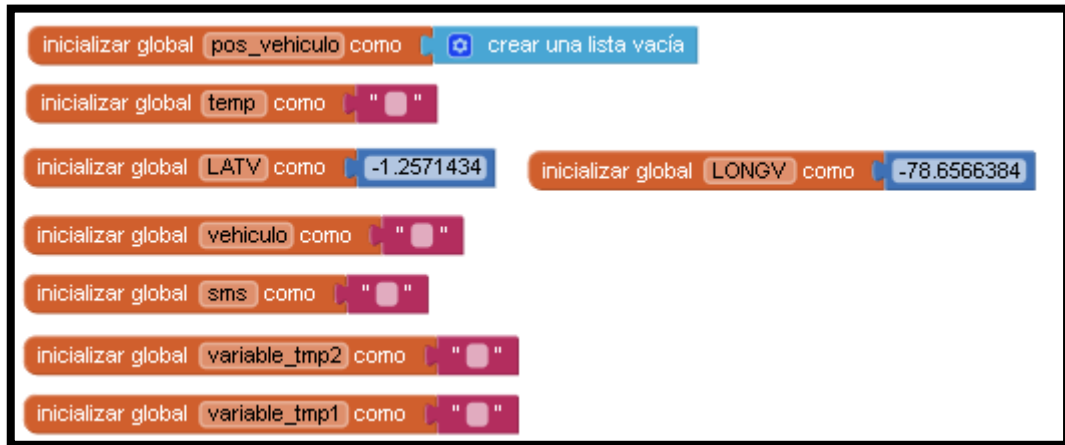 inicializar global pos_vehiculo como crear una lista vacía
inicializar global temp como " "
inicializar global LATV como -1.2571434 inicializar global LONGV como -78.6566384
inicializar global vehiculo como " "
inicializar global sms como " "
inicializar global variable_tmp2 como " "
inicializar global variable_tmp1 como " "